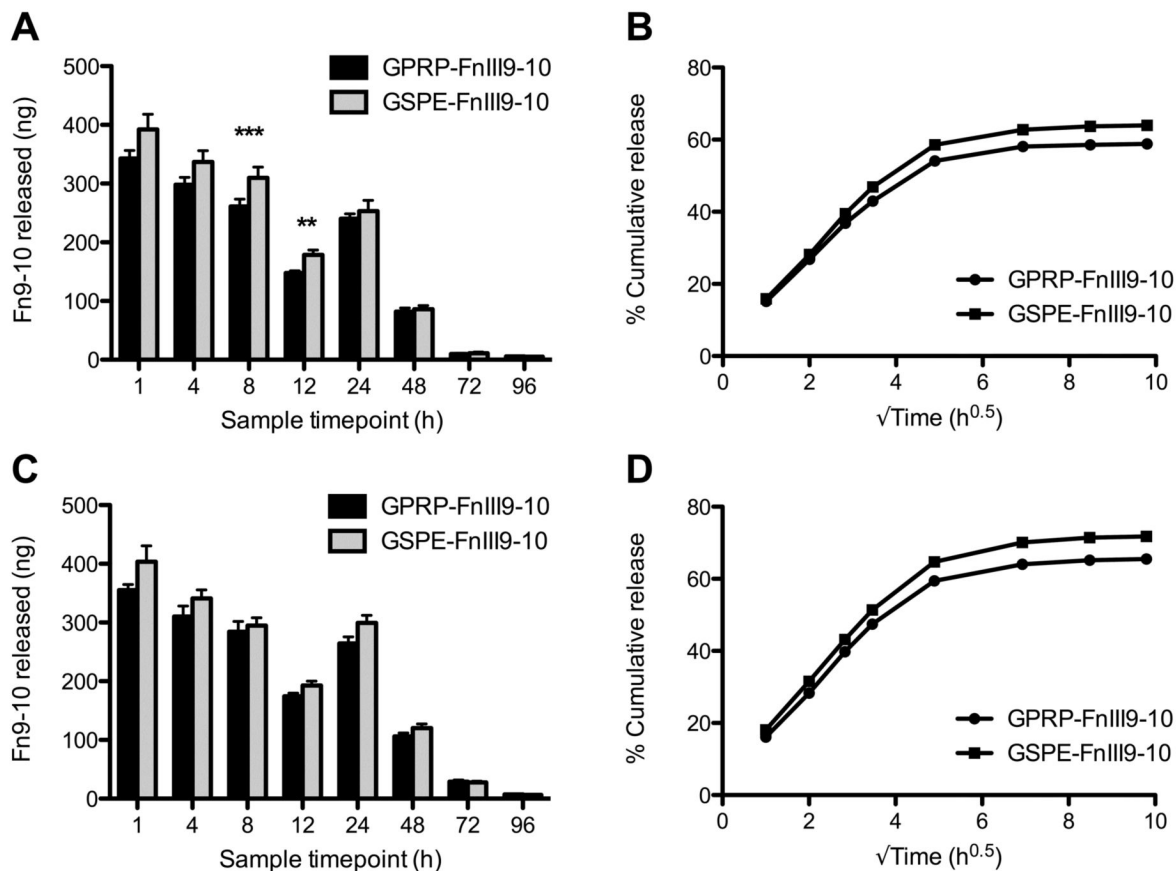 A
500
400
300
200
100
0
Fn9-10 released (ng)
GPRP-FnIII9-10
GSPE-FnIII9-10
***
**
1 4 8 12 24 48 72 96
Sample timepoint (h)
B
80
60
40
20
0
% Cumulative release
GPRP-FnIII9-10
GSPE-FnIII9-10
0 2 4 6 8 10
√Time (h^0.5)
C
500
400
300
200
100
0
Fn9-10 released (ng)
GPRP-FnIII9-10
GSPE-FnIII9-10
1 4 8 12 24 48 72 96
Sample timepoint (h)
D
80
60
40
20
0
% Cumulative release
GPRP-FnIII9-10
GSPE-FnIII9-10
0 2 4 6 8 10
√Time (h^0.5)